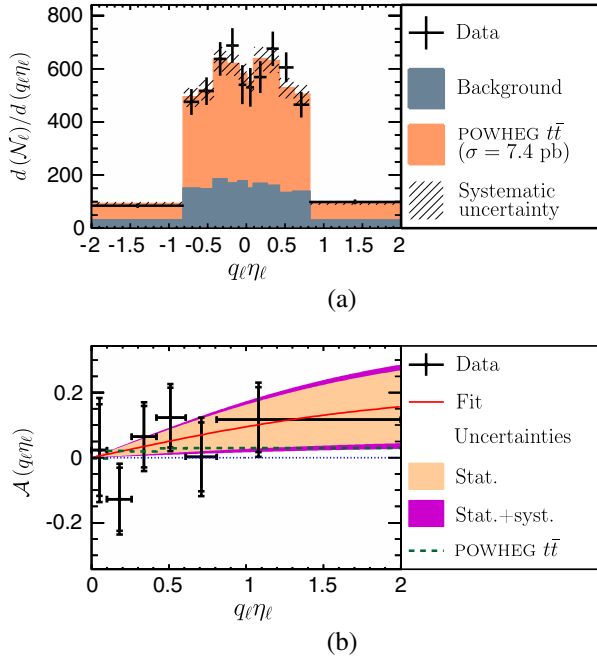 d(𝒩ℓ)/d(qℓηℓ)
800
600
400
200
0
-2 -1.5 -1 -0.5 0 0.5 1 1.5 2
qℓηℓ
Data
Background
POWHEG tt̄
(σ = 7.4 pb)
Systematic
uncertainty
(a)
𝒜(qℓηℓ)
0.2
0
-0.2
0 0.5 1 1.5 2
qℓηℓ
Data
Fit
Uncertainties
Stat.
Stat.+syst.
POWHEG tt̄
(b)